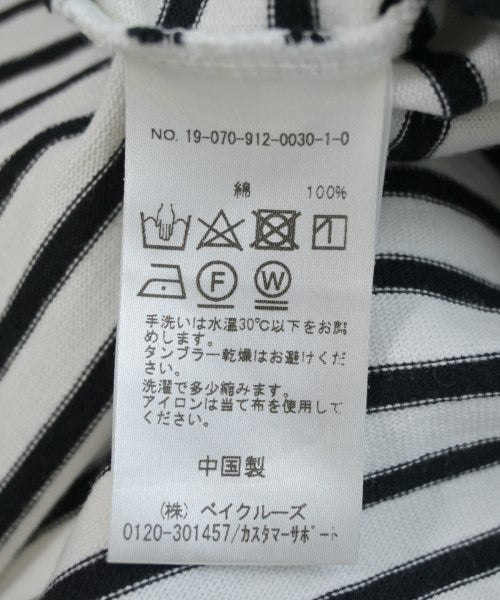 NO. 19-070-912-0030-1-0
綿 100%
F W
手洗いは水温30℃以下をお薦
めします。
タンブラー乾燥はお避けくださ
い。
洗濯で多少縮みます。
アイロンは当て布を使用して
ください。
中国製
(株) ベイクルーズ
0120-301457/カスタマーサポート